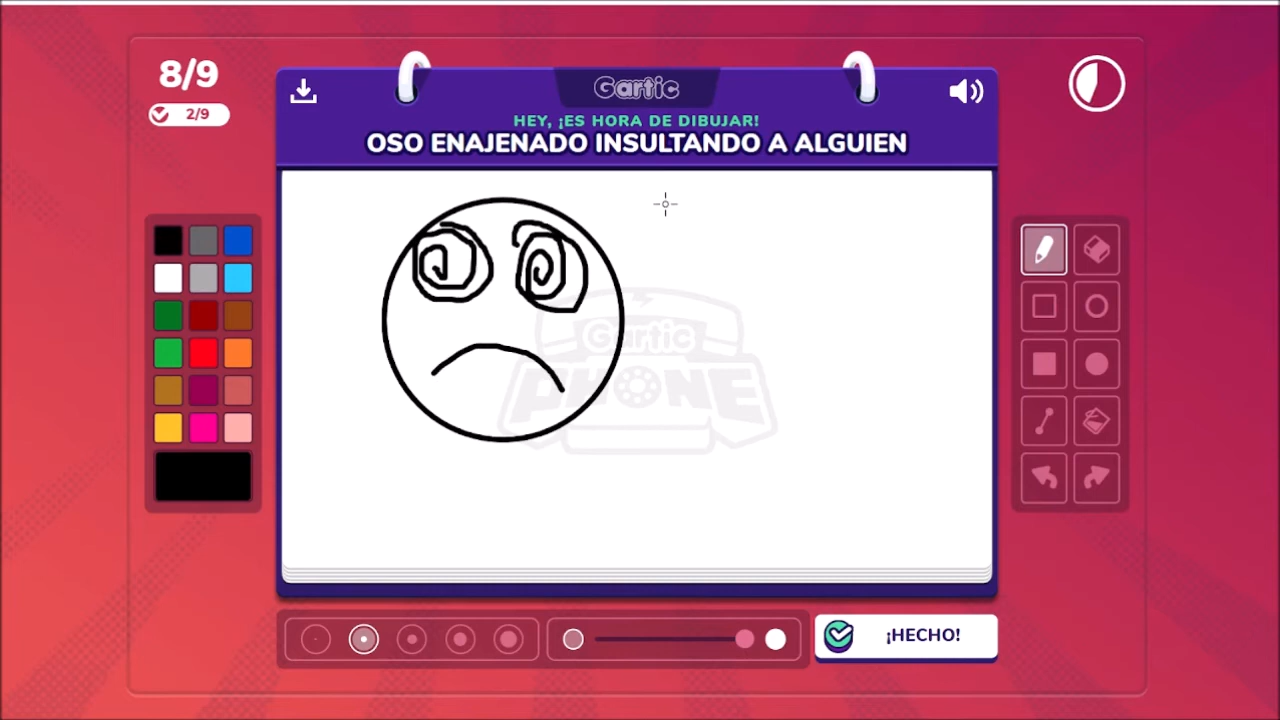 8/9
2/9
Gartic
HEY, ¡ES HORA DE DIBUJAR!
OSO ENAJENADO INSULTANDO A ALGUIEN
Gartic
PHONE
¡HECHO!